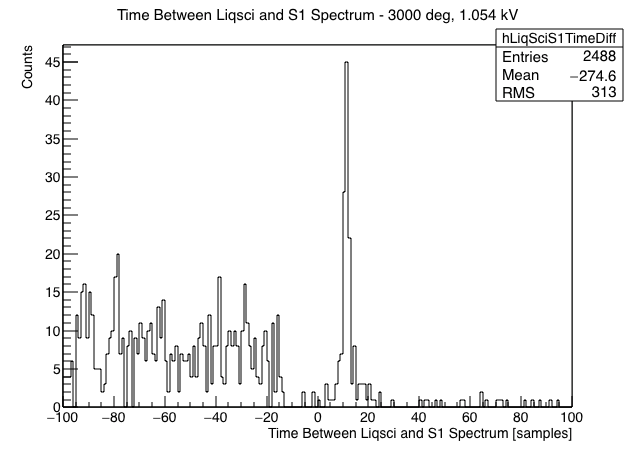 Time Between Liqsci and S1 Spectrum - 3000 deg, 1.054 kV
hLiqSciS1TimeDiff
Entries 2488
Mean −274.6
RMS 313
Counts
45
40
35
30
25
20
15
10
5
0
−100 −80 −60 −40 −20 0 20 40 60 80 100
Time Between Liqsci and S1 Spectrum [samples]